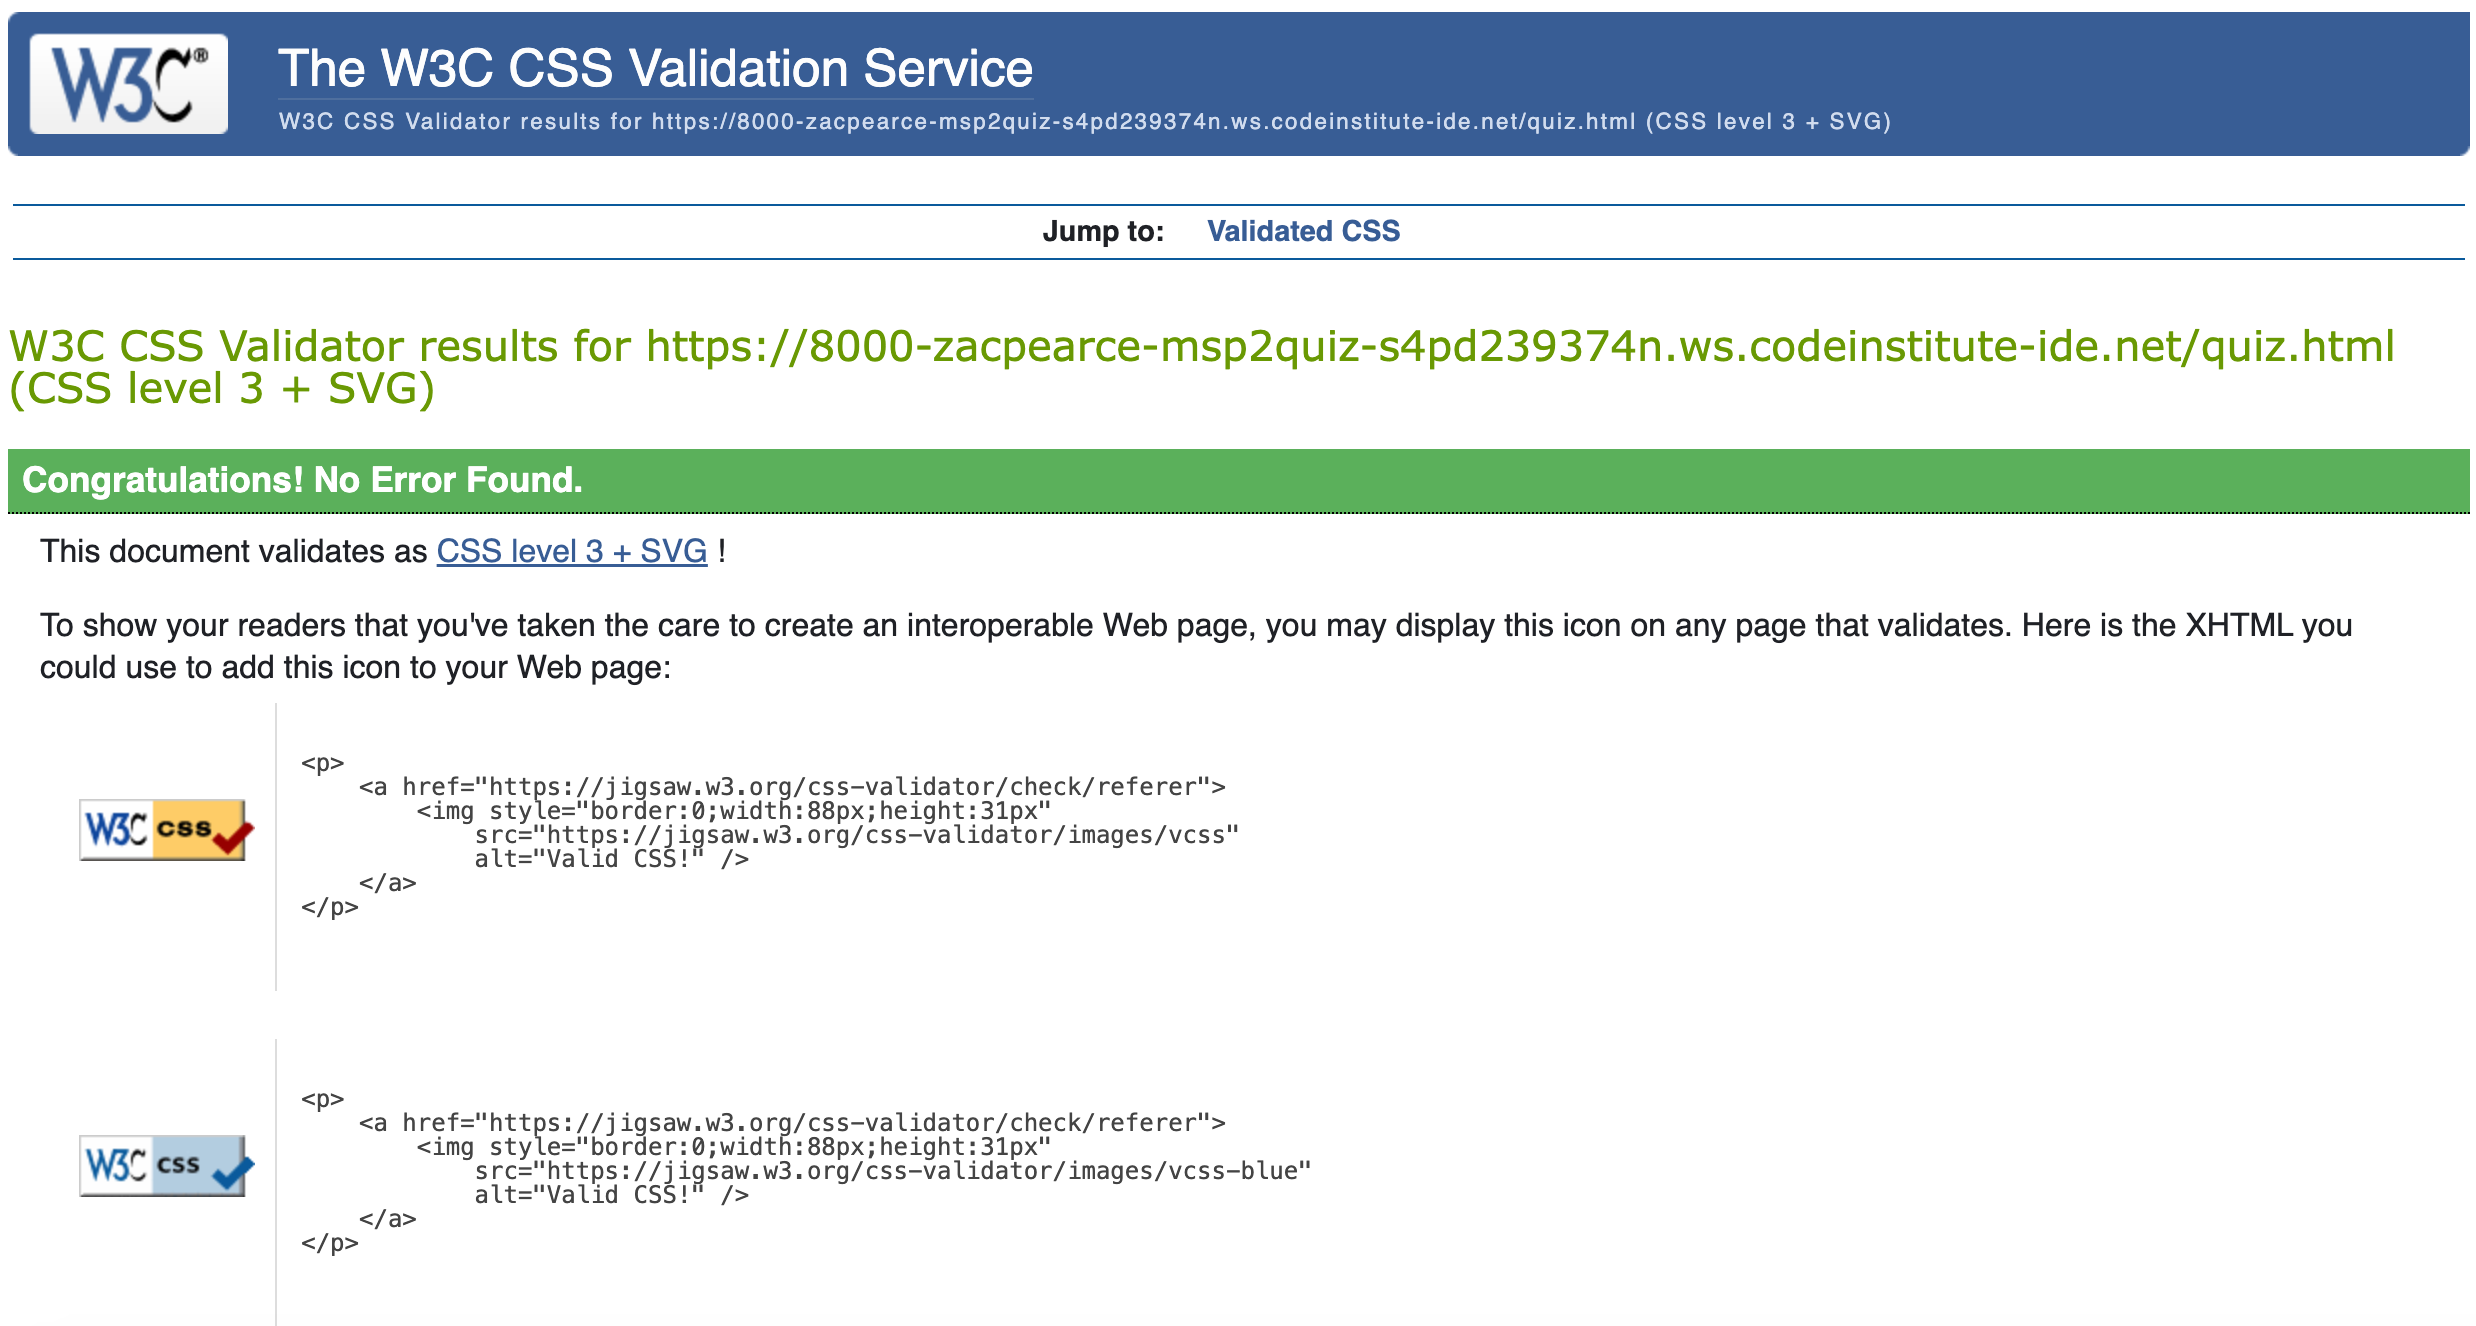 W3C®
The W3C CSS Validation Service
W3C CSS Validator results for https://8000-zacpearce-msp2quiz-s4pd239374n.ws.codeinstitute-ide.net/quiz.html (CSS level 3 + SVG)
Jump to: Validated CSS
W3C CSS Validator results for https://8000-zacpearce-msp2quiz-s4pd239374n.ws.codeinstitute-ide.net/quiz.html
(CSS level 3 + SVG)
Congratulations! No Error Found.
This document validates as CSS level 3 + SVG !
To show your readers that you've taken the care to create an interoperable Web page, you may display this icon on any page that validates. Here is the XHTML you
could use to add this icon to your Web page:
W3C css
<p>
    <a href="https://jigsaw.w3.org/css-validator/check/referer">
        <img style="border:0;width:88px;height:31px"
            src="https://jigsaw.w3.org/css-validator/images/vcss"
            alt="Valid CSS!" />
    </a>
</p>
W3C css
<p>
    <a href="https://jigsaw.w3.org/css-validator/check/referer">
        <img style="border:0;width:88px;height:31px"
            src="https://jigsaw.w3.org/css-validator/images/vcss-blue"
            alt="Valid CSS!" />
    </a>
</p>